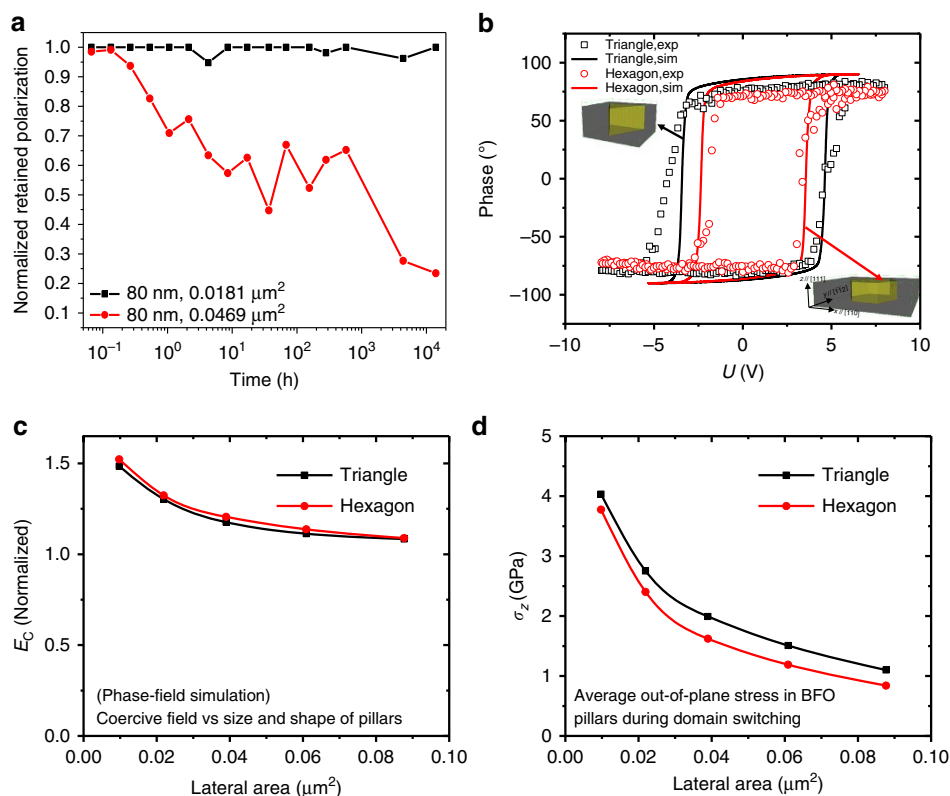 a
Normalized retained polarization
1.0
0.9
0.8
0.7
0.6
0.5
0.4
0.3
0.2
0.1
80 nm, 0.0181 μm²
80 nm, 0.0469 μm²
10⁻¹ 10⁰ 10¹ 10² 10³ 10⁴
Time (h)
b
Phase (°)
100
50
0
–50
–100
Triangle,exp
Triangle,sim
Hexagon,exp
Hexagon,sim
z // [111]
–10 –5 0 5 10
U (V)
c
E_C (Normalized)
1.5
1.0
0.5
0.0
Triangle
Hexagon
(Phase-field simulation)
Coercive field vs size and shape of pillars
0.00 0.02 0.04 0.06 0.08 0.10
Lateral area (μm²)
d
σ_z (GPa)
5
4
3
2
1
0
Triangle
Hexagon
Average out-of-plane stress in BFO
pillars during domain switching
0.00 0.02 0.04 0.06 0.08 0.10
Lateral area (μm²)